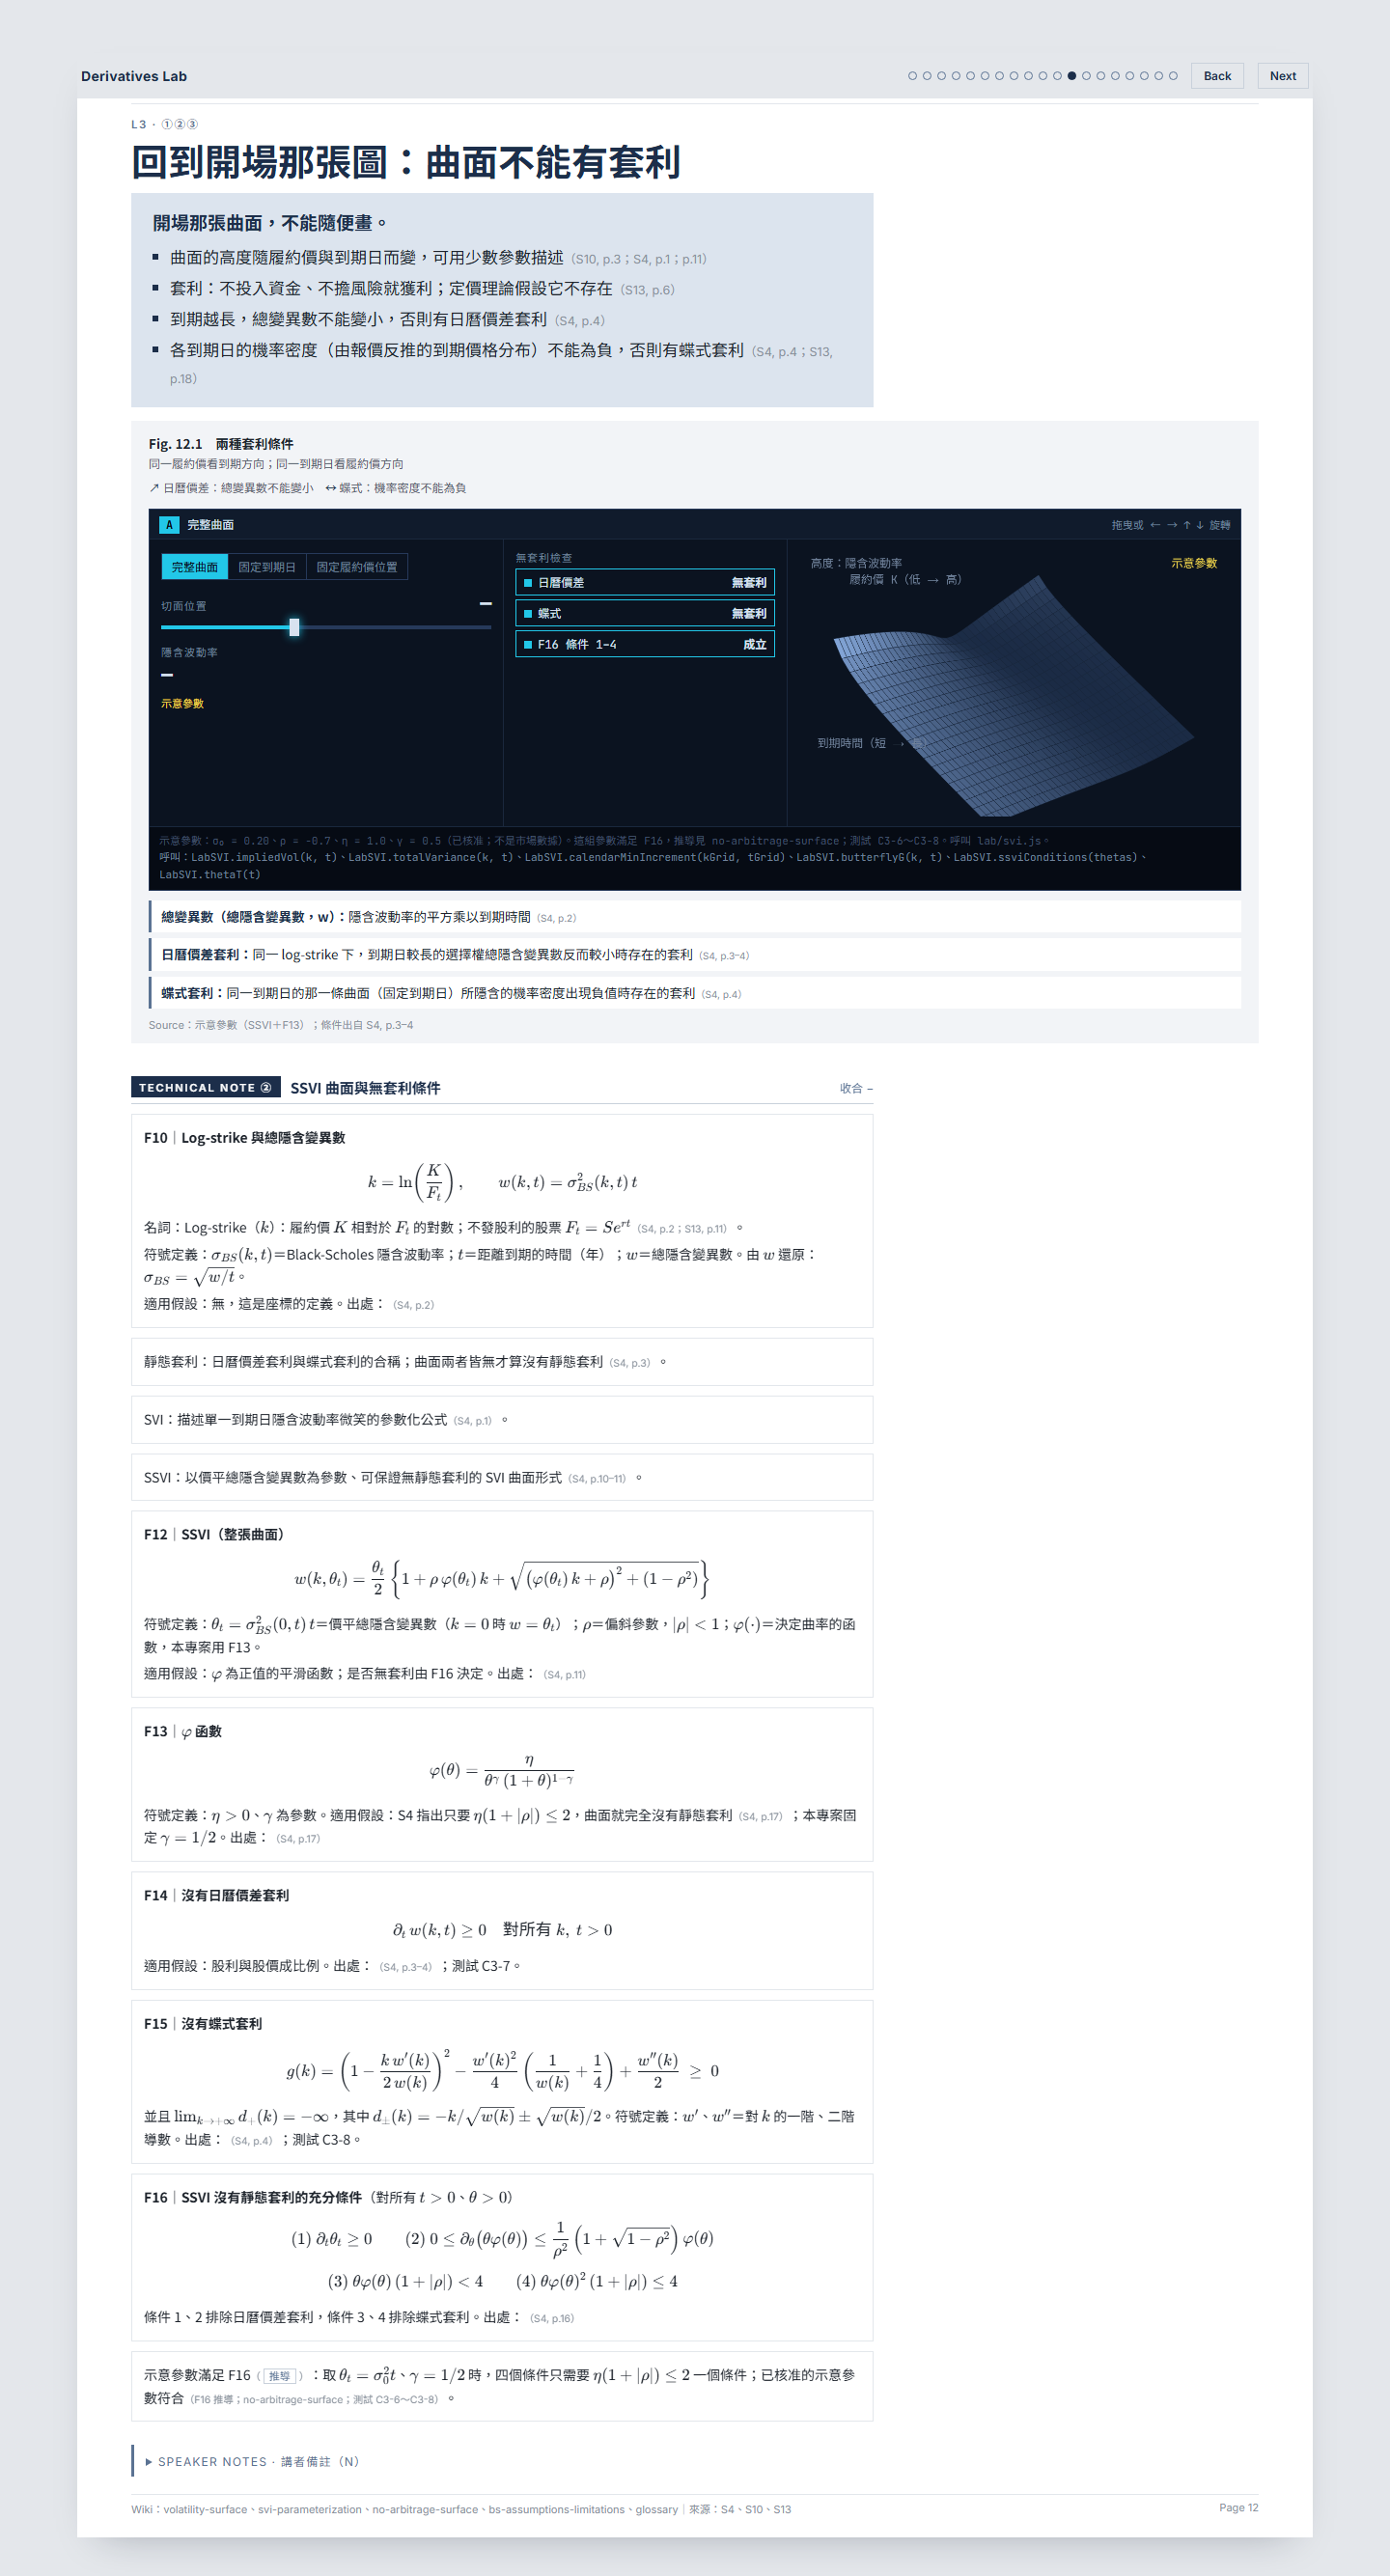 Derivatives Lab
Back
Next
L3 · ①②③
回到開場那張圖：曲面不能有套利
開場那張曲面，不能隨便畫。
曲面的高度隨履約價與到期日而變，可用少數參數描述（S10, p.3；S4, p.1；p.11）
套利：不投入資金、不擔風險就獲利；定價理論假設它不存在（S13, p.6）
到期越長，總變異數不能變小，否則有日曆價差套利（S4, p.4）
各到期日的機率密度（由報價反推的到期價格分布）不能為負，否則有蝶式套利（S4, p.4；S13,
p.18）
Fig. 12.1 兩種套利條件
同一履約價看到期方向；同一到期日看履約價方向
↗ 日曆價差：總變異數不能變小 ↔ 蝶式：機率密度不能為負
A 完整曲面
拖曳或 ← → ↑ ↓ 旋轉
完整曲面 固定到期日 固定履約價位置
切面位置 —
隱含波動率
—
示意參數
無套利檢查
日曆價差 無套利
蝶式 無套利
F16 條件 1-4 成立
高度：隱含波動率
示意參數
履約價 K（低 → 高）
到期時間（短 → 長）
示意參數：σ₀ = 0.20、ρ = -0.7、η = 1.0、γ = 0.5（已核准；不是市場數據）。這組參數滿足 F16，推導見 no-arbitrage-surface；測試 C3-6～C3-8。呼叫 lab/svi.js。
呼叫：LabSVI.impliedVol(k, t)、LabSVI.totalVariance(k, t)、LabSVI.calendarMinIncrement(kGrid, tGrid)、LabSVI.butterflyG(k, t)、LabSVI.ssviConditions(thetas)、
LabSVI.thetaT(t)
總變異數（總隱含變異數，w）：隱含波動率的平方乘以到期時間（S4, p.2）
日曆價差套利：同一 log-strike 下，到期日較長的選擇權總隱含變異數反而較小時存在的套利（S4, p.3–4）
蝶式套利：同一到期日的那一條曲面（固定到期日）所隱含的機率密度出現負值時存在的套利（S4, p.4）
Source：示意參數（SSVI＋F13）；條件出自 S4, p.3–4
TECHNICAL NOTE ② SSVI 曲面與無套利條件
收合 −
F10｜Log-strike 與總隱含變異數
k = ln(K/F_t), w(k,t) = σ²_BS(k,t) t
名詞：Log-strike（k）：履約價 K 相對於 F_t 的對數；不發股利的股票 F_t = Se^{rt}（S4, p.2；S13, p.11）。
符號定義：σ_BS(k,t)＝Black-Scholes 隱含波動率；t＝距離到期的時間（年）；w＝總隱含變異數。由 w 還原：
σ_BS = √(w/t)。
適用假設：無，這是座標的定義。出處：（S4, p.2）
靜態套利：日曆價差套利與蝶式套利的合稱；曲面兩者皆無才算沒有靜態套利（S4, p.3）。
SVI：描述單一到期日隱含波動率微笑的參數化公式（S4, p.1）。
SSVI：以價平總隱含變異數為參數、可保證無靜態套利的 SVI 曲面形式（S4, p.10–11）。
F12｜SSVI（整張曲面）
w(k,θ_t) = θ_t/2 {1 + ρ φ(θ_t) k + √((φ(θ_t) k + ρ)² + (1 − ρ²))}
符號定義：θ_t = σ²_BS(0,t) t＝價平總隱含變異數（k = 0 時 w = θ_t）；ρ＝偏斜參數，|ρ| < 1；φ(·)＝決定曲率的函
數，本專案用 F13。
適用假設：φ 為正值的平滑函數；是否無套利由 F16 決定。出處：（S4, p.11）
F13｜φ 函數
φ(θ) = η / (θ^γ (1 + θ)^{1−γ})
符號定義：η > 0、γ 為參數。適用假設：S4 指出只要 η(1 + |ρ|) ≤ 2，曲面就完全沒有靜態套利（S4, p.17）；本專案固
定 γ = 1/2。出處：（S4, p.17）
F14｜沒有日曆價差套利
∂_t w(k,t) ≥ 0 對所有 k, t > 0
適用假設：股利與股價成比例。出處：（S4, p.3–4）；測試 C3-7。
F15｜沒有蝶式套利
g(k) = (1 − k w′(k)/(2 w(k)))² − w′(k)²/4 (1/w(k) + 1/4) + w″(k)/2 ≥ 0
並且 lim_{k→+∞} d₊(k) = −∞，其中 d_±(k) = −k/√w(k) ± √w(k)/2。符號定義：w′、w″＝對 k 的一階、二階
導數。出處：（S4, p.4）；測試 C3-8。
F16｜SSVI 沒有靜態套利的充分條件（對所有 t > 0、θ > 0）
(1) ∂_tθ_t ≥ 0 (2) 0 ≤ ∂_θ(θφ(θ)) ≤ 1/ρ² (1 + √(1 − ρ²)) φ(θ)
(3) θφ(θ) (1 + |ρ|) < 4 (4) θφ(θ)² (1 + |ρ|) ≤ 4
條件 1、2 排除日曆價差套利，條件 3、4 排除蝶式套利。出處：（S4, p.16）
示意參數滿足 F16（推導）：取 θ_t = σ₀²t、γ = 1/2 時，四個條件只需要 η(1 + |ρ|) ≤ 2 一個條件；已核准的示意參
數符合（F16 推導；no-arbitrage-surface；測試 C3-6～C3-8）。
▶ SPEAKER NOTES · 講者備註（N）
Wiki：volatility-surface、svi-parameterization、no-arbitrage-surface、bs-assumptions-limitations、glossary｜來源：S4、S10、S13
Page 12